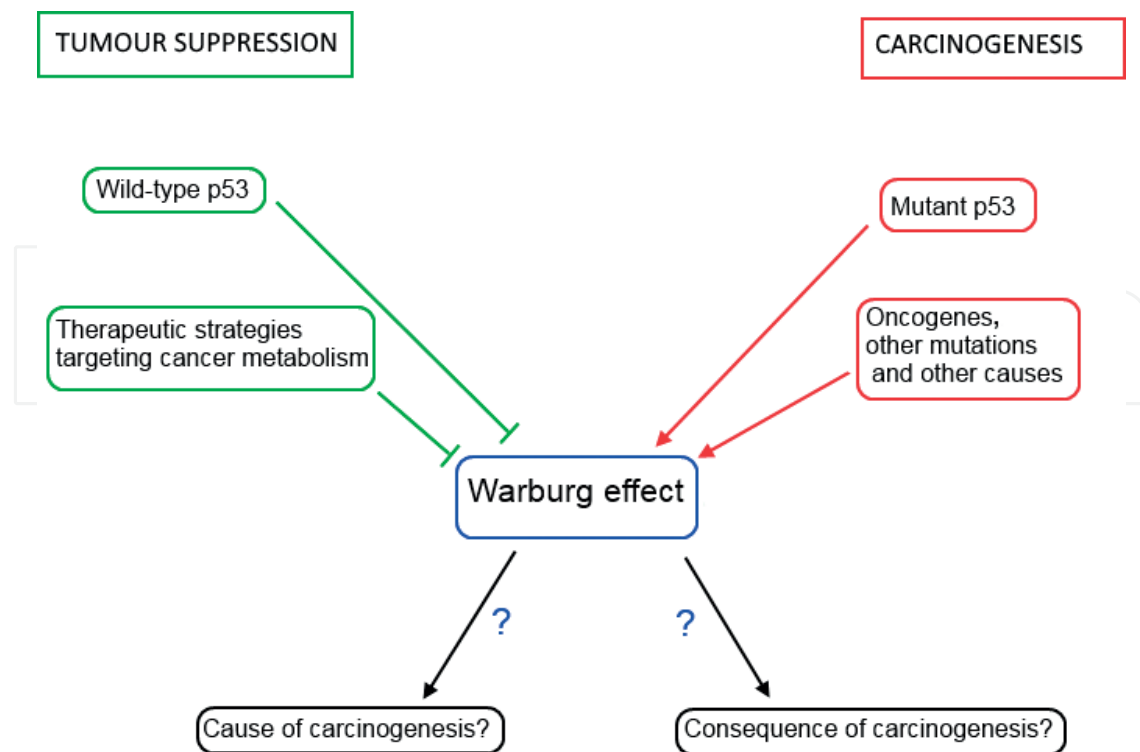 TUMOUR SUPPRESSION
CARCINOGENESIS
Wild-type p53
Mutant p53
Therapeutic strategies
targeting cancer metabolism
Oncogenes,
other mutations
and other causes
Warburg effect
?
?
Cause of carcinogenesis?
Consequence of carcinogenesis?